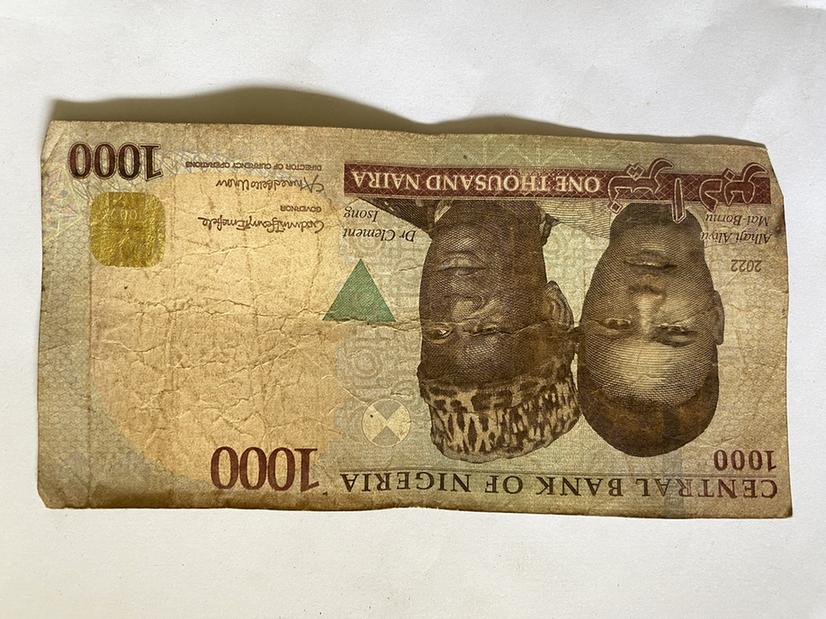 CENTRAL BANK OF NIGERIA
1000
1000
2022
Alhaji Aliyu
Mai-Bornu
Dr Clement
Isong
ONE THOUSAND NAIRA
GOVERNOR
DIRECTOR OF CURRENCY OPERATIONS
1000